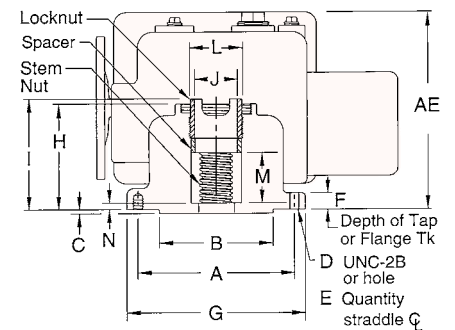 Locknut
Spacer
Stem
Nut
L
J
AE
I
H
M
F
C
N
B
Depth of Tap
or Flange Tk
A
D UNC-2B
or hole
G
E Quantity
straddle ℄